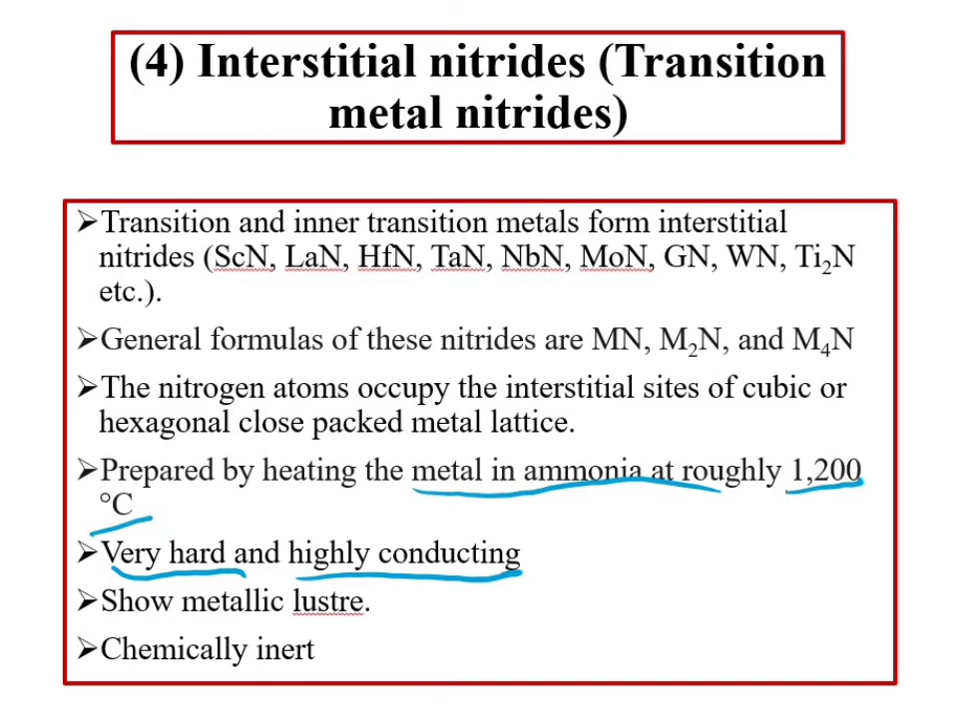 (4) Interstitial nitrides (Transition
metal nitrides)
➢Transition and inner transition metals form interstitial
nitrides (ScN, LaN, HfN, TaN, NbN, MoN, GN, WN, Ti₂N
etc.).
➢General formulas of these nitrides are MN, M₂N, and M₄N
➢The nitrogen atoms occupy the interstitial sites of cubic or
hexagonal close packed metal lattice.
➢Prepared by heating the metal in ammonia at roughly 1,200
°C
➢Very hard and highly conducting
➢Show metallic lustre.
➢Chemically inert